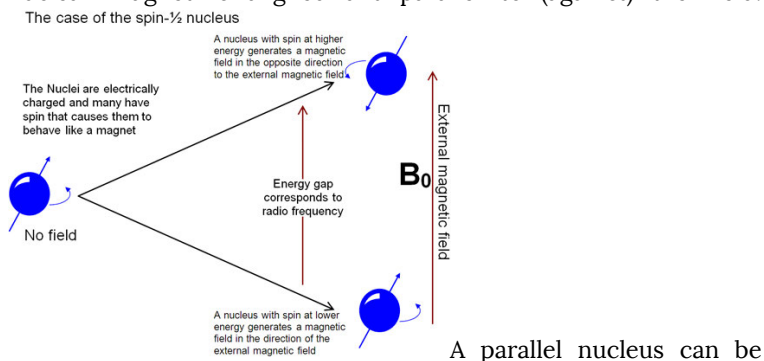 The case of the spin-½ nucleus
A nucleus with spin at higher
energy generates a magnetic
field in the opposite direction
to the external magnetic field
The Nuclei are electrically
charged and many have
spin that causes them to
behave like a magnet
No field
Energy gap
corresponds to
radio frequency
B0
External magnetic field
A nucleus with spin at lower
energy generates a magnetic
field in the direction of the
external magnetic field
A parallel nucleus can be